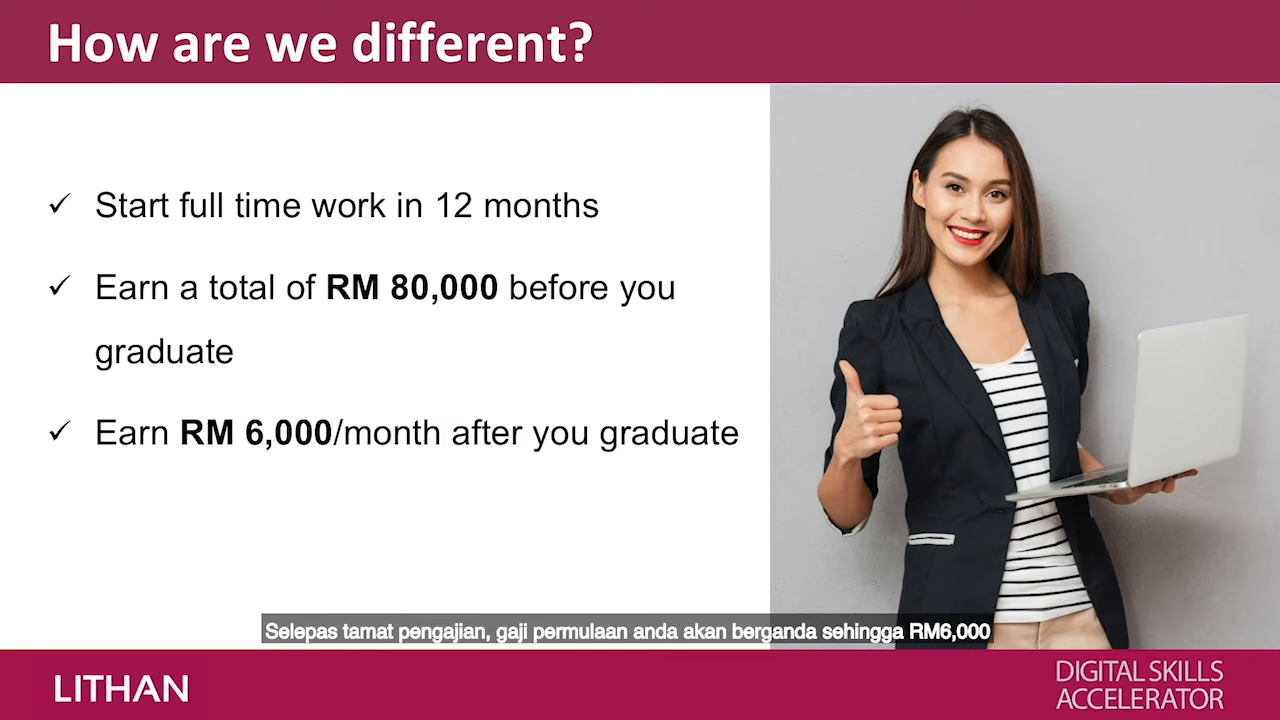 How are we different?
✓ Start full time work in 12 months
✓ Earn a total of RM 80,000 before you
graduate
✓ Earn RM 6,000/month after you graduate
Selepas tamat pengajian, gaji permulaan anda akan berganda sehingga RM6,000
LITHAN
DIGITAL SKILLS
ACCELERATOR